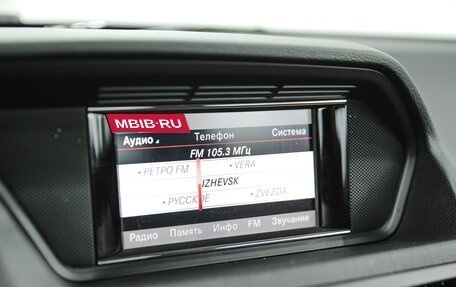 MBIB·RU
Аудио Телефон Система
FM 105.3 МГц
• РЕТРО FM • VERA
IZHEVSK
• РУССКОЕ • ZVEZDA
Радио Память Инфо FM Звучание